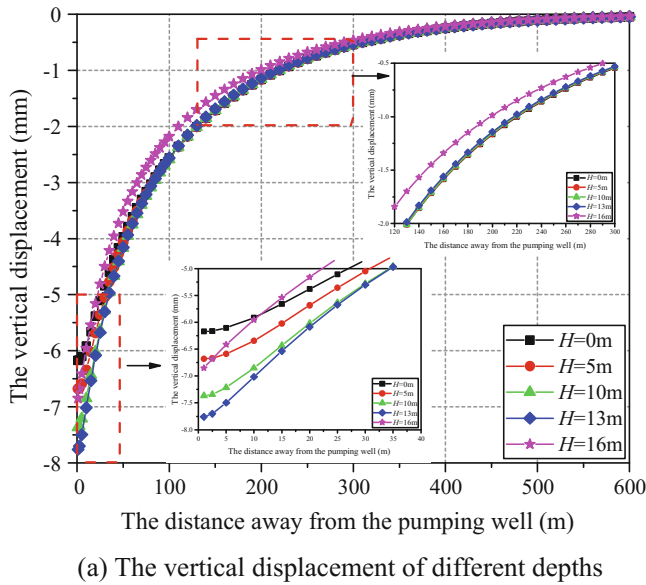 The vertical displacement (mm)
0
-1
-2
-3
-4
-5
-6
-7
-8
0 100 200 300 400 500 600
The distance away from the pumping well (m)
The vertical displacement (mm)
-0.5
-1.0
-1.5
-2.0
120 140 160 180 200 220 240 260 280 300
The distance away from the pumping well (m)
H=0m
H=5m
H=10m
H=13m
H=16m
The vertical displacement (mm)
-5.0
-5.5
-6.0
-6.5
-7.0
-7.5
-8.0
0 5 10 15 20 25 30 35 40
The distance away from the pumping well (m)
H=0m
H=5m
H=10m
H=13m
H=16m
H=0m
H=5m
H=10m
H=13m
H=16m
(a) The vertical displacement of different depths